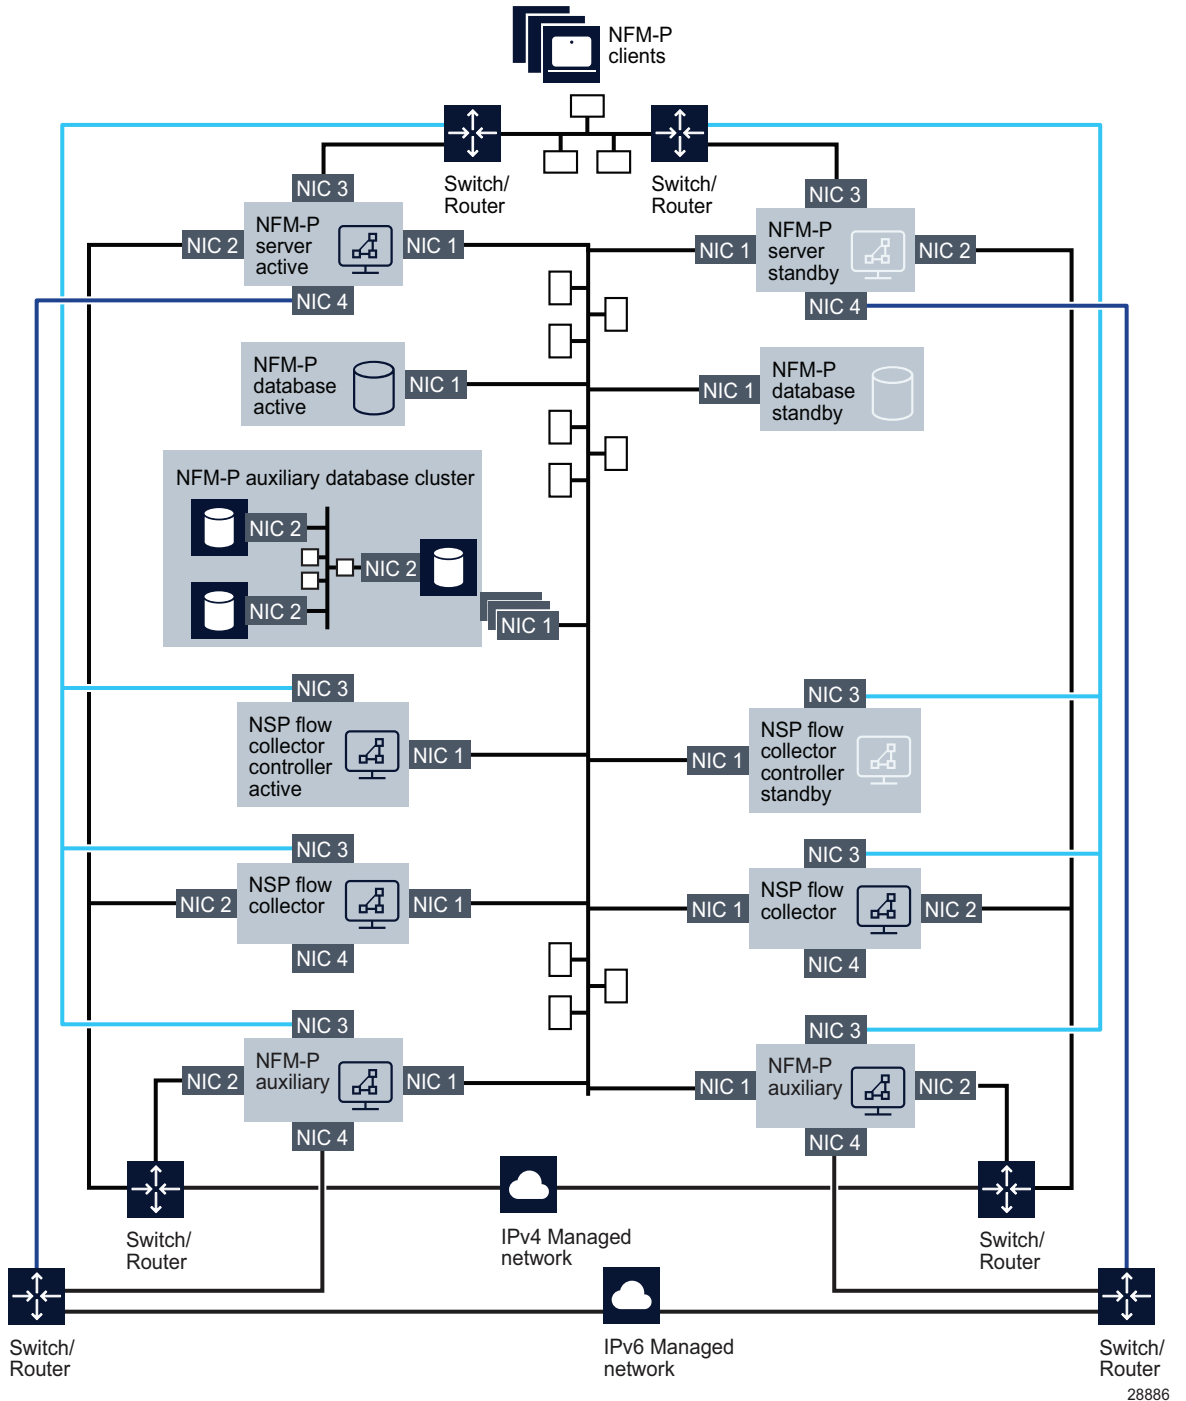 NFM-P
clients
Switch/
Router
Switch/
Router
NIC 3
NFM-P
server
active
NIC 2
NIC 1
NIC 4
NIC 3
NFM-P
server
standby
NIC 1
NIC 2
NIC 4
NFM-P
database
active
NIC 1
NIC 1
NFM-P
database
standby
NFM-P auxiliary database cluster
NIC 2
NIC 2
NIC 2
NIC 1
NIC 3
NSP flow
collector
controller
active
NIC 1
NIC 3
NIC 1
NSP flow
collector
controller
standby
NIC 3
NIC 2
NSP flow
collector
NIC 1
NIC 4
NIC 3
NIC 1
NSP flow
collector
NIC 2
NIC 4
NIC 3
NIC 2
NFM-P
auxiliary
NIC 1
NIC 4
NIC 3
NIC 1
NFM-P
auxiliary
NIC 2
NIC 4
Switch/
Router
IPv4 Managed
network
Switch/
Router
Switch/
Router
IPv6 Managed
network
Switch/
Router
28886